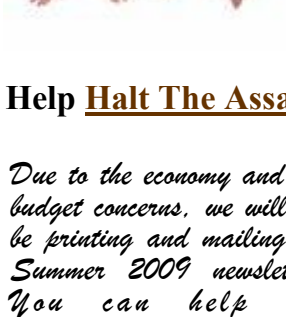 Help Halt The Assa
Due to the economy and
budget concerns, we will
be printing and mailing
Summer 2009 newslet
You can help